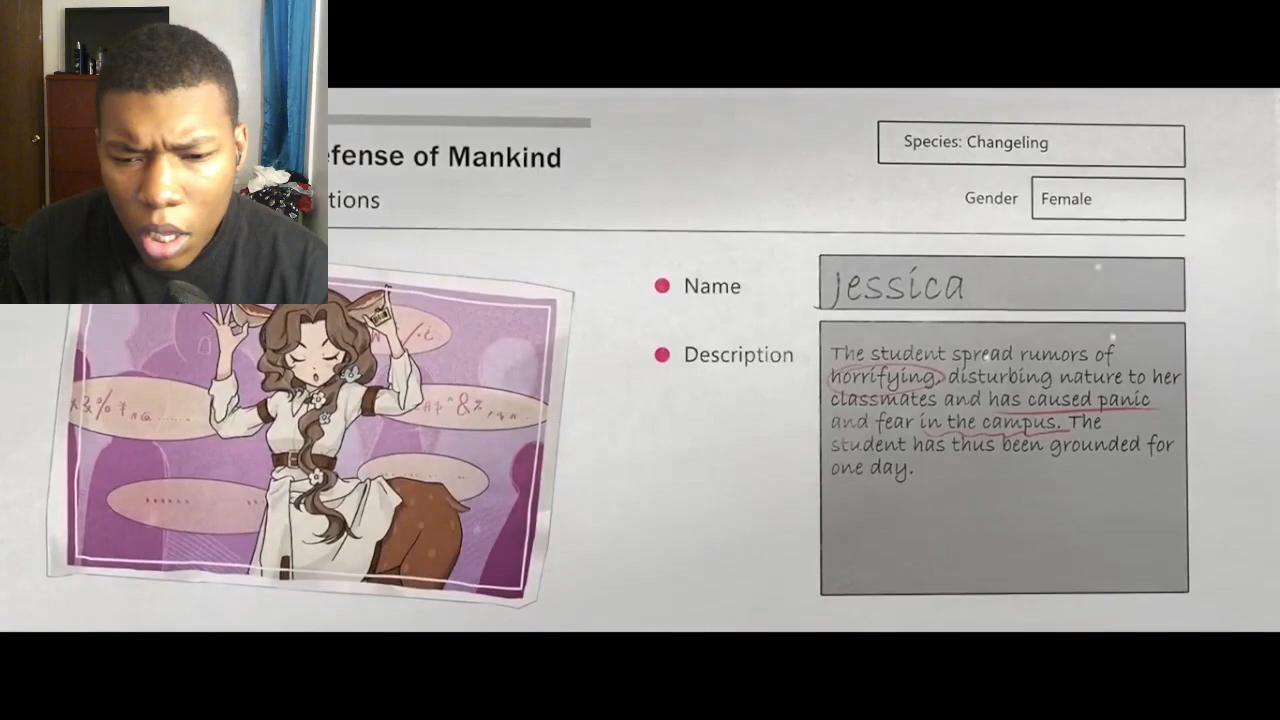 efense of Mankind
Species: Changeling
tions
Gender Female
Name Jessica
Description
The student spread rumors of
horrifying, disturbing nature to her
classmates and has caused panic
and fear in the campus. The
student has thus been grounded for
one day.